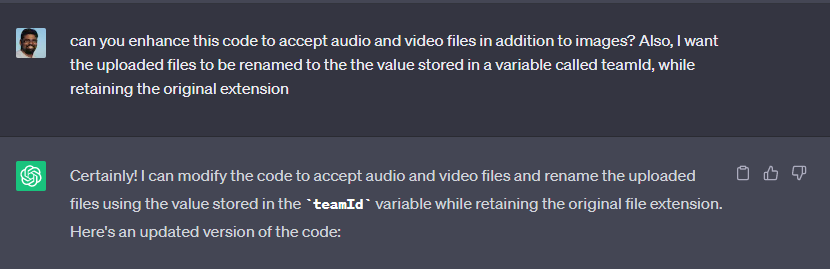 can you enhance this code to accept audio and video files in addition to images? Also, I want
the uploaded files to be renamed to the the value stored in a variable called teamId, while
retaining the original extension
Certainly! I can modify the code to accept audio and video files and rename the uploaded
files using the value stored in the `teamId` variable while retaining the original file extension.
Here's an updated version of the code: